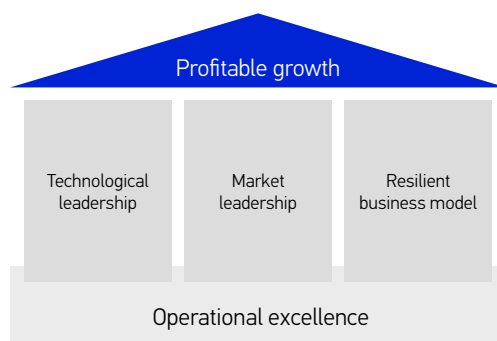 Profitable growth
Technological
leadership
Market
leadership
Resilient
business model
Operational excellence